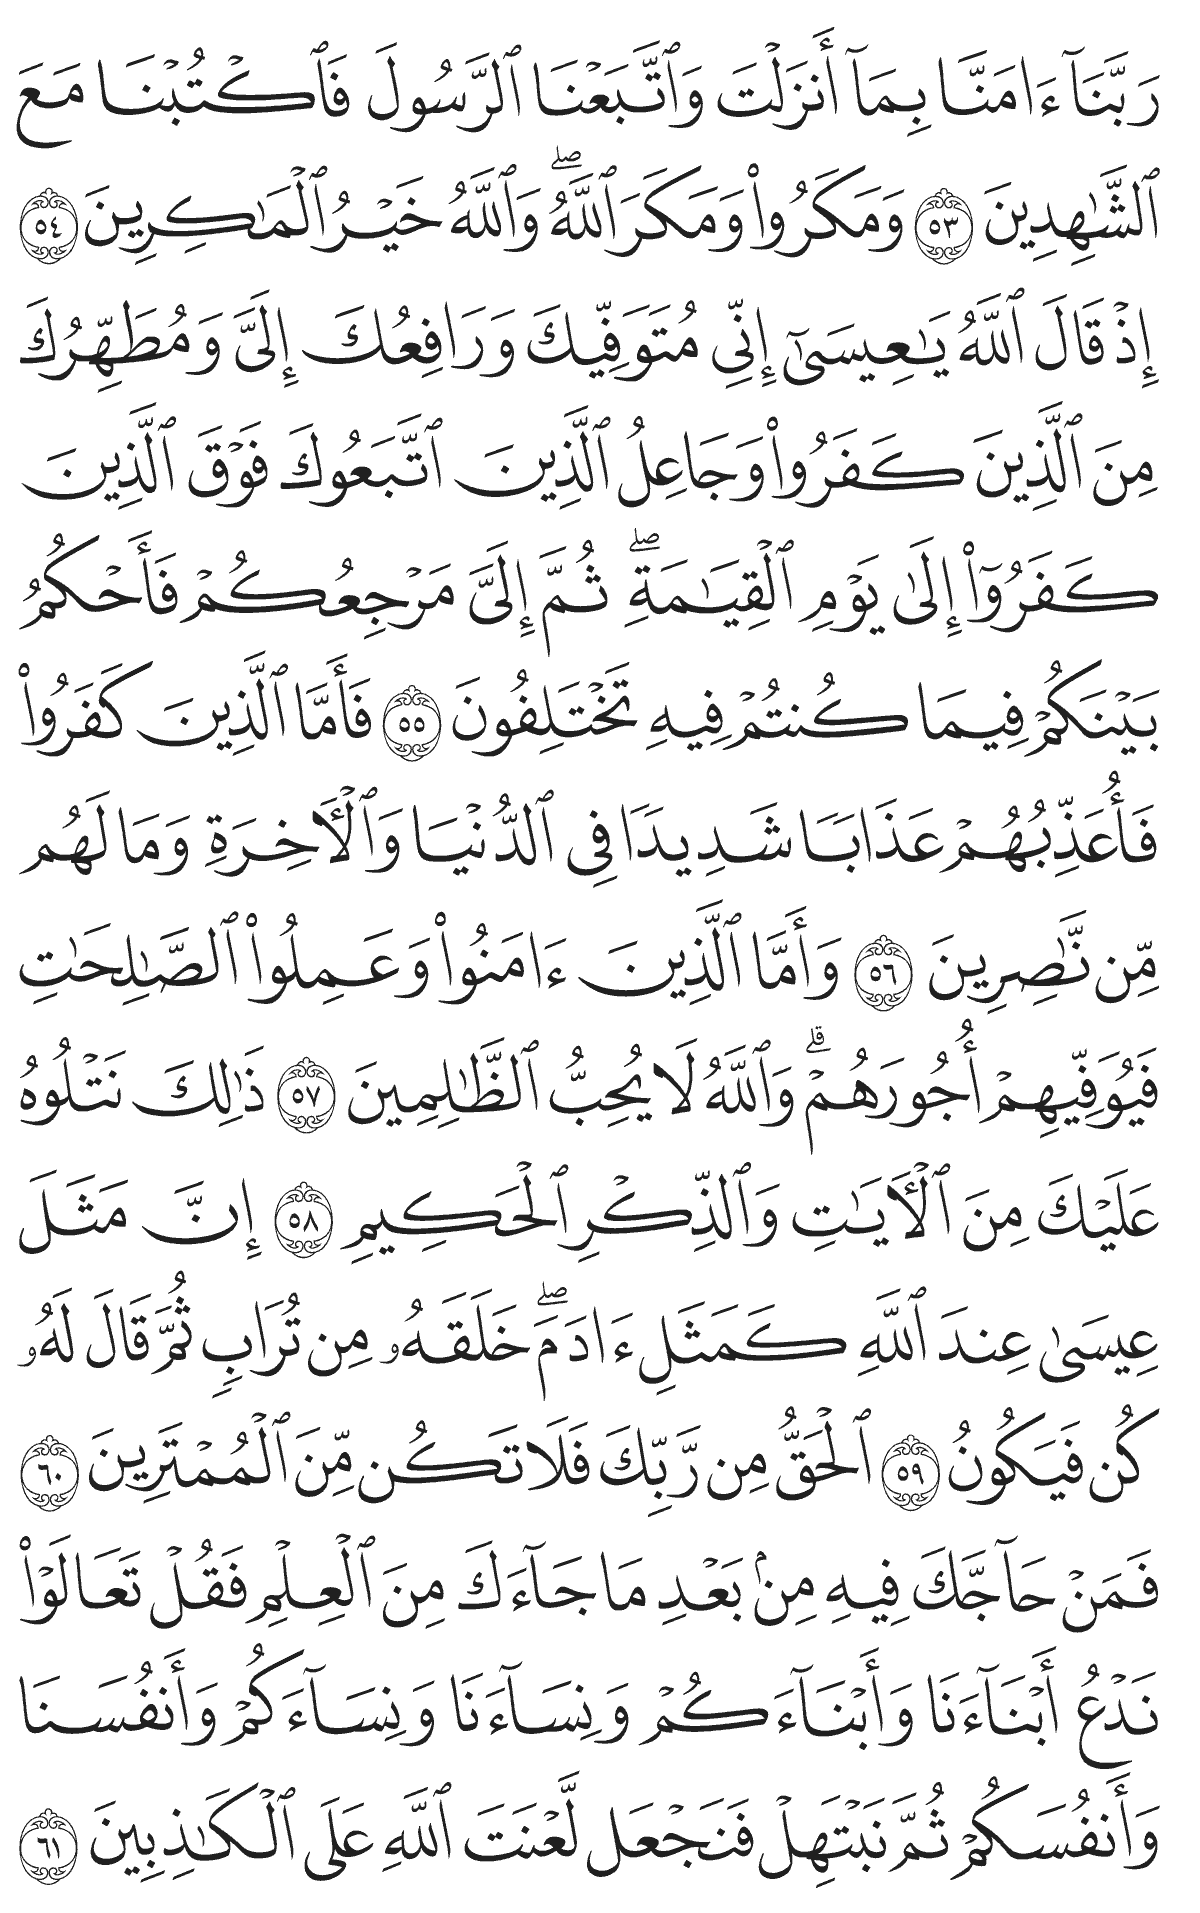 رَبَّنَآ ءَامَنَّا بِمَآ أَنزَلْتَ وَٱتَّبَعْنَا ٱلرَّسُولَ فَٱكْتُبْنَا مَعَ
ٱلشَّٰهِدِينَ ٥٣ وَمَكَرُوا۟ وَمَكَرَ ٱللَّهُۖ وَٱللَّهُ خَيْرُ ٱلْمَٰكِرِينَ ٥٤
إِذْ قَالَ ٱللَّهُ يَٰعِيسَىٰٓ إِنِّى مُتَوَفِّيكَ وَرَافِعُكَ إِلَىَّ وَمُطَهِّرُكَ
مِنَ ٱلَّذِينَ كَفَرُوا۟ وَجَاعِلُ ٱلَّذِينَ ٱتَّبَعُوكَ فَوْقَ ٱلَّذِينَ
كَفَرُوٓا۟ إِلَىٰ يَوْمِ ٱلْقِيَٰمَةِۖ ثُمَّ إِلَىَّ مَرْجِعُكُمْ فَأَحْكُمُ
بَيْنَكُمْ فِيمَا كُنتُمْ فِيهِ تَخْتَلِفُونَ ٥٥ فَأَمَّا ٱلَّذِينَ كَفَرُوا۟
فَأُعَذِّبُهُمْ عَذَابًا شَدِيدًا فِى ٱلدُّنْيَا وَٱلْءَاخِرَةِ وَمَا لَهُم
مِّن نَّٰصِرِينَ ٥٦ وَأَمَّا ٱلَّذِينَ ءَامَنُوا۟ وَعَمِلُوا۟ ٱلصَّٰلِحَٰتِ
فَيُوَفِّيهِمْ أُجُورَهُمْۗ وَٱللَّهُ لَا يُحِبُّ ٱلظَّٰلِمِينَ ٥٧ ذَٰلِكَ نَتْلُوهُ
عَلَيْكَ مِنَ ٱلْءَايَٰتِ وَٱلذِّكْرِ ٱلْحَكِيمِ ٥٨ إِنَّ مَثَلَ
عِيسَىٰ عِندَ ٱللَّهِ كَمَثَلِ ءَادَمَۖ خَلَقَهُۥ مِن تُرَابٍ ثُمَّ قَالَ لَهُۥ
كُن فَيَكُونُ ٥٩ ٱلْحَقُّ مِن رَّبِّكَ فَلَا تَكُن مِّنَ ٱلْمُمْتَرِينَ ٦٠
فَمَنْ حَآجَّكَ فِيهِ مِنۢ بَعْدِ مَا جَآءَكَ مِنَ ٱلْعِلْمِ فَقُلْ تَعَالَوْا۟
نَدْعُ أَبْنَآءَنَا وَأَبْنَآءَكُمْ وَنِسَآءَنَا وَنِسَآءَكُمْ وَأَنفُسَنَا
وَأَنفُسَكُمْ ثُمَّ نَبْتَهِلْ فَنَجْعَل لَّعْنَتَ ٱللَّهِ عَلَى ٱلْكَٰذِبِينَ ٦١